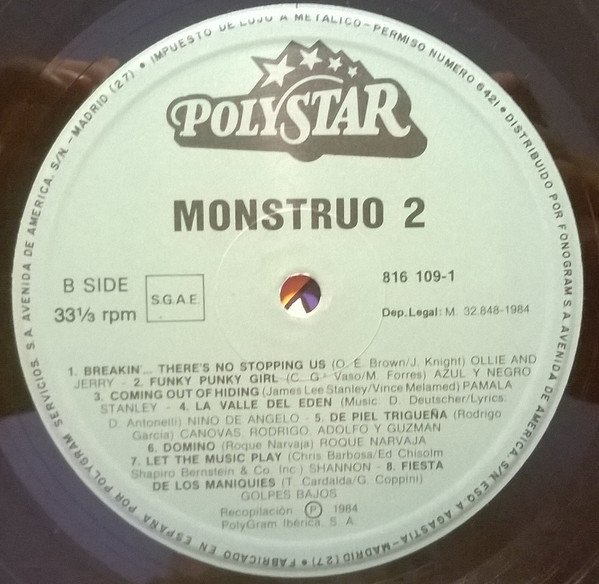 • IMPUESTO DE LUJO A METALICO - PERMISO NUMERO 6421 • DISTRIBUIDO POR FONOGRAM S.A AVENIDA DE AMERICA, S/N. ESQ A AGASTIA-MADRID (27) • FABRICADO EN ESPAÑA POR POLYGRAM SERVICIOS. S.A AVENIDA DE AMERICA. S/N.-MADRID (27)
POLYSTAR
MONSTRUO 2
B SIDE
33⅓ rpm
S.G.A.E.
816 109-1
Dep. Legal: M. 32.848-1984
1. BREAKIN'... THERE'S NO STOPPING US (O. E. Brown/J. Knight) OLLIE AND
JERRY - 2. FUNKY PUNKY GIRL (C. Gª Vaso/M. Forres) AZUL Y NEGRO
3. COMING OUT OF HIDING (James Lee Stanley/Vince Melamed) PAMALA
STANLEY - 4. LA VALLE DEL EDEN (Music: D. Deutscher/Lyrics:
D. Antonelli) NINO DE ANGELO - 5. DE PIEL TRIGUEÑA (Rodrigo
Garcia) CANOVAS, RODRIGO, ADOLFO Y GUZMAN
6. DOMINO (Roque Narvaja) ROQUE NARVAJA
7. LET THE MUSIC PLAY (Chris Barbosa/Ed Chisolm
Shapiro Bernstein & Co. Inc.) SHANNON - 8. FIESTA
DE LOS MANIQUIES (T. Cardalda/G. Coppini)
GOLPES BAJOS
Recopilación Ⓟ 1984
PolyGram Ibérica, S. A.